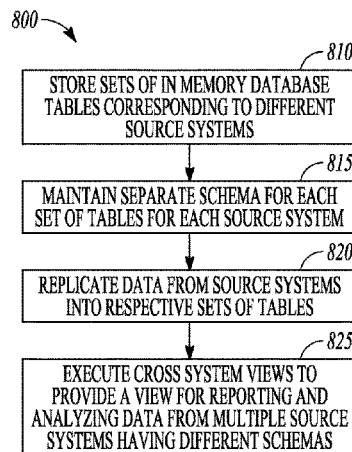 800
810
STORE SETS OF IN MEMORY DATABASE
TABLES CORRESPONDING TO DIFFERENT
SOURCE SYSTEMS
815
MAINTAIN SEPARATE SCHEMA FOR EACH
SET OF TABLES FOR EACH SOURCE SYSTEM
820
REPLICATE DATA FROM SOURCE SYSTEMS
INTO RESPECTIVE SETS OF TABLES
825
EXECUTE CROSS SYSTEM VIEWS TO
PROVIDE A VIEW FOR REPORTING AND
ANALYZING DATA FROM MULTIPLE SOURCE
SYSTEMS HAVING DIFFERENT SCHEMAS